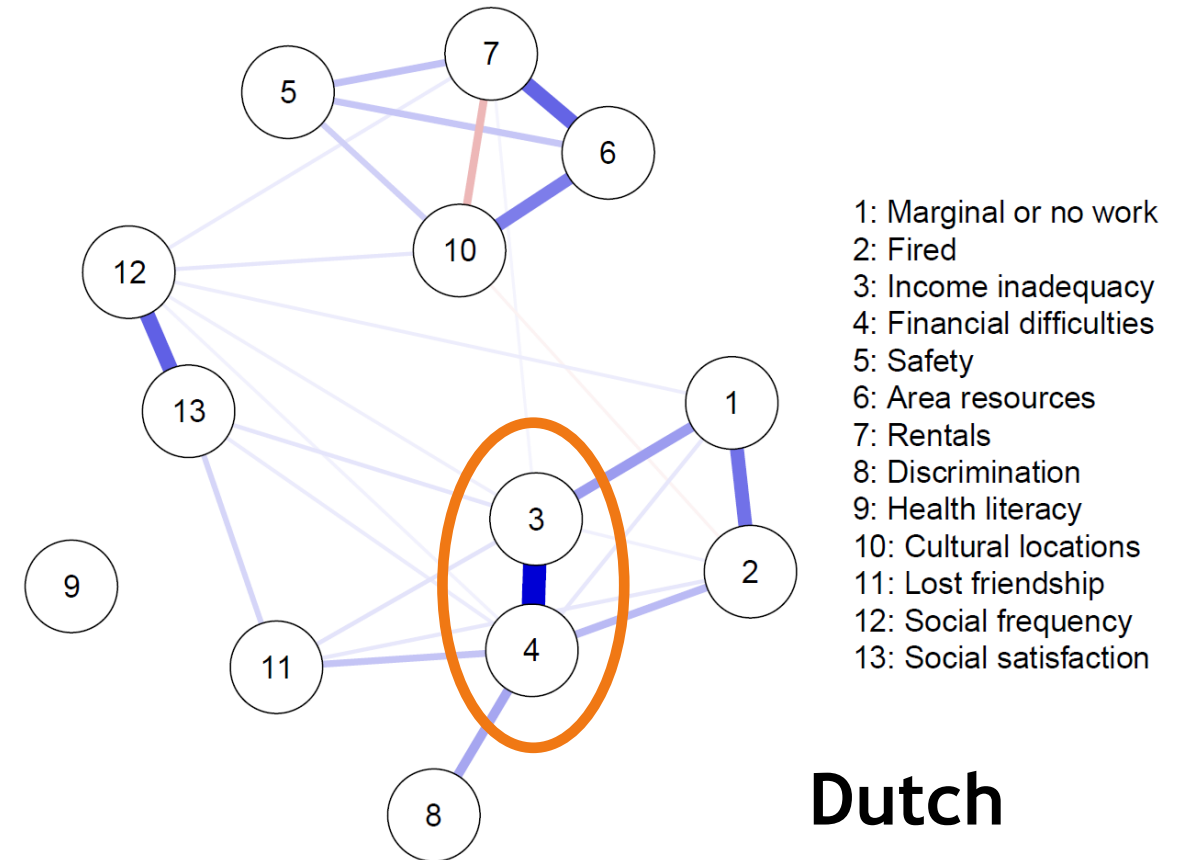 7
5
6
10
12
13
1
3
2
9
4
11
8
1: Marginal or no work
2: Fired
3: Income inadequacy
4: Financial difficulties
5: Safety
6: Area resources
7: Rentals
8: Discrimination
9: Health literacy
10: Cultural locations
11: Lost friendship
12: Social frequency
13: Social satisfaction
Dutch